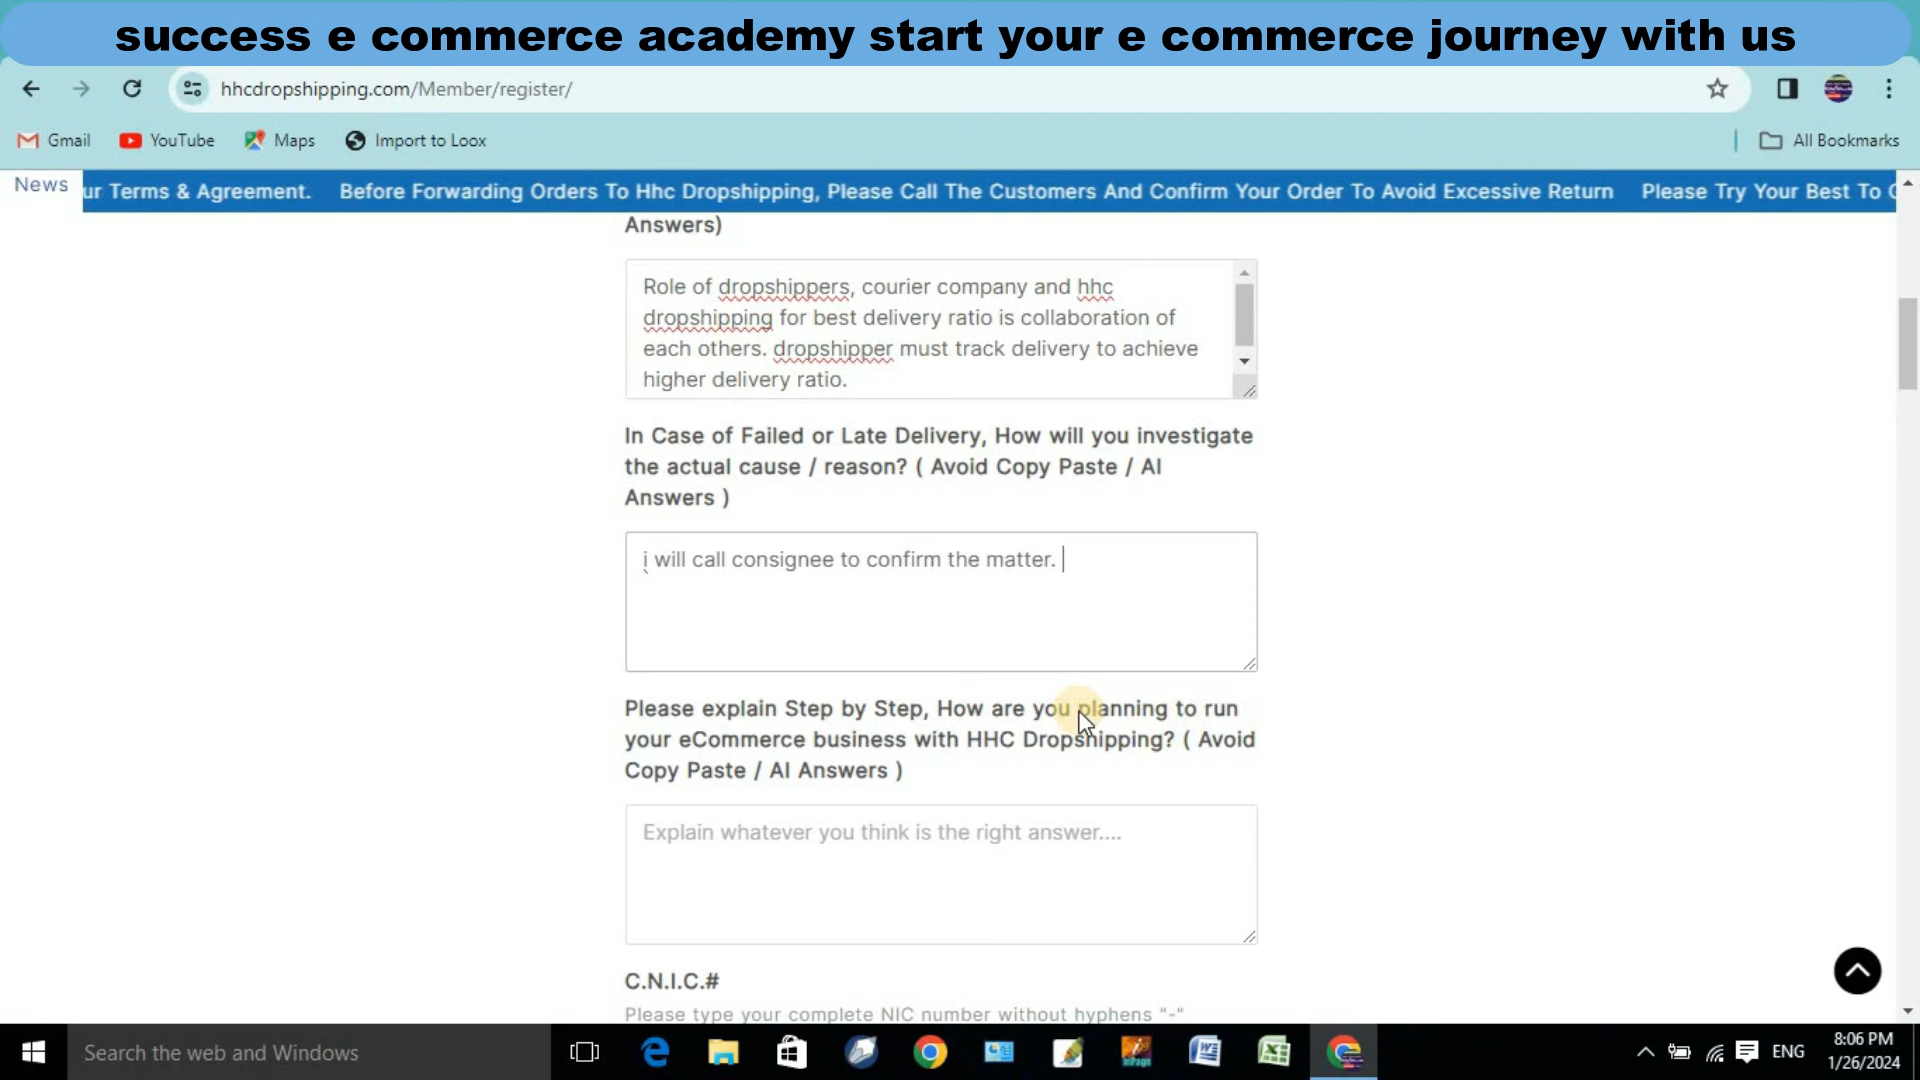 success e commerce academy start your e commerce journey with us
hhcdropshipping.com/Member/register/
Gmail YouTube Maps Import to Loox All Bookmarks
News ur Terms & Agreement. Before Forwarding Orders To Hhc Dropshipping, Please Call The Customers And Confirm Your Order To Avoid Excessive Return Please Try Your Best To
Answers)
Role of dropshippers, courier company and hhc
dropshipping for best delivery ratio is collaboration of
each others. dropshipper must track delivery to achieve
higher delivery ratio.
In Case of Failed or Late Delivery, How will you investigate
the actual cause / reason? ( Avoid Copy Paste / AI
Answers )
i will call consignee to confirm the matter.
Please explain Step by Step, How are you planning to run
your eCommerce business with HHC Dropshipping? ( Avoid
Copy Paste / AI Answers )
Explain whatever you think is the right answer....
C.N.I.C.#
Please type your complete NIC number without hyphens "-"
Search the web and Windows
ENG
8:06 PM
1/26/2024